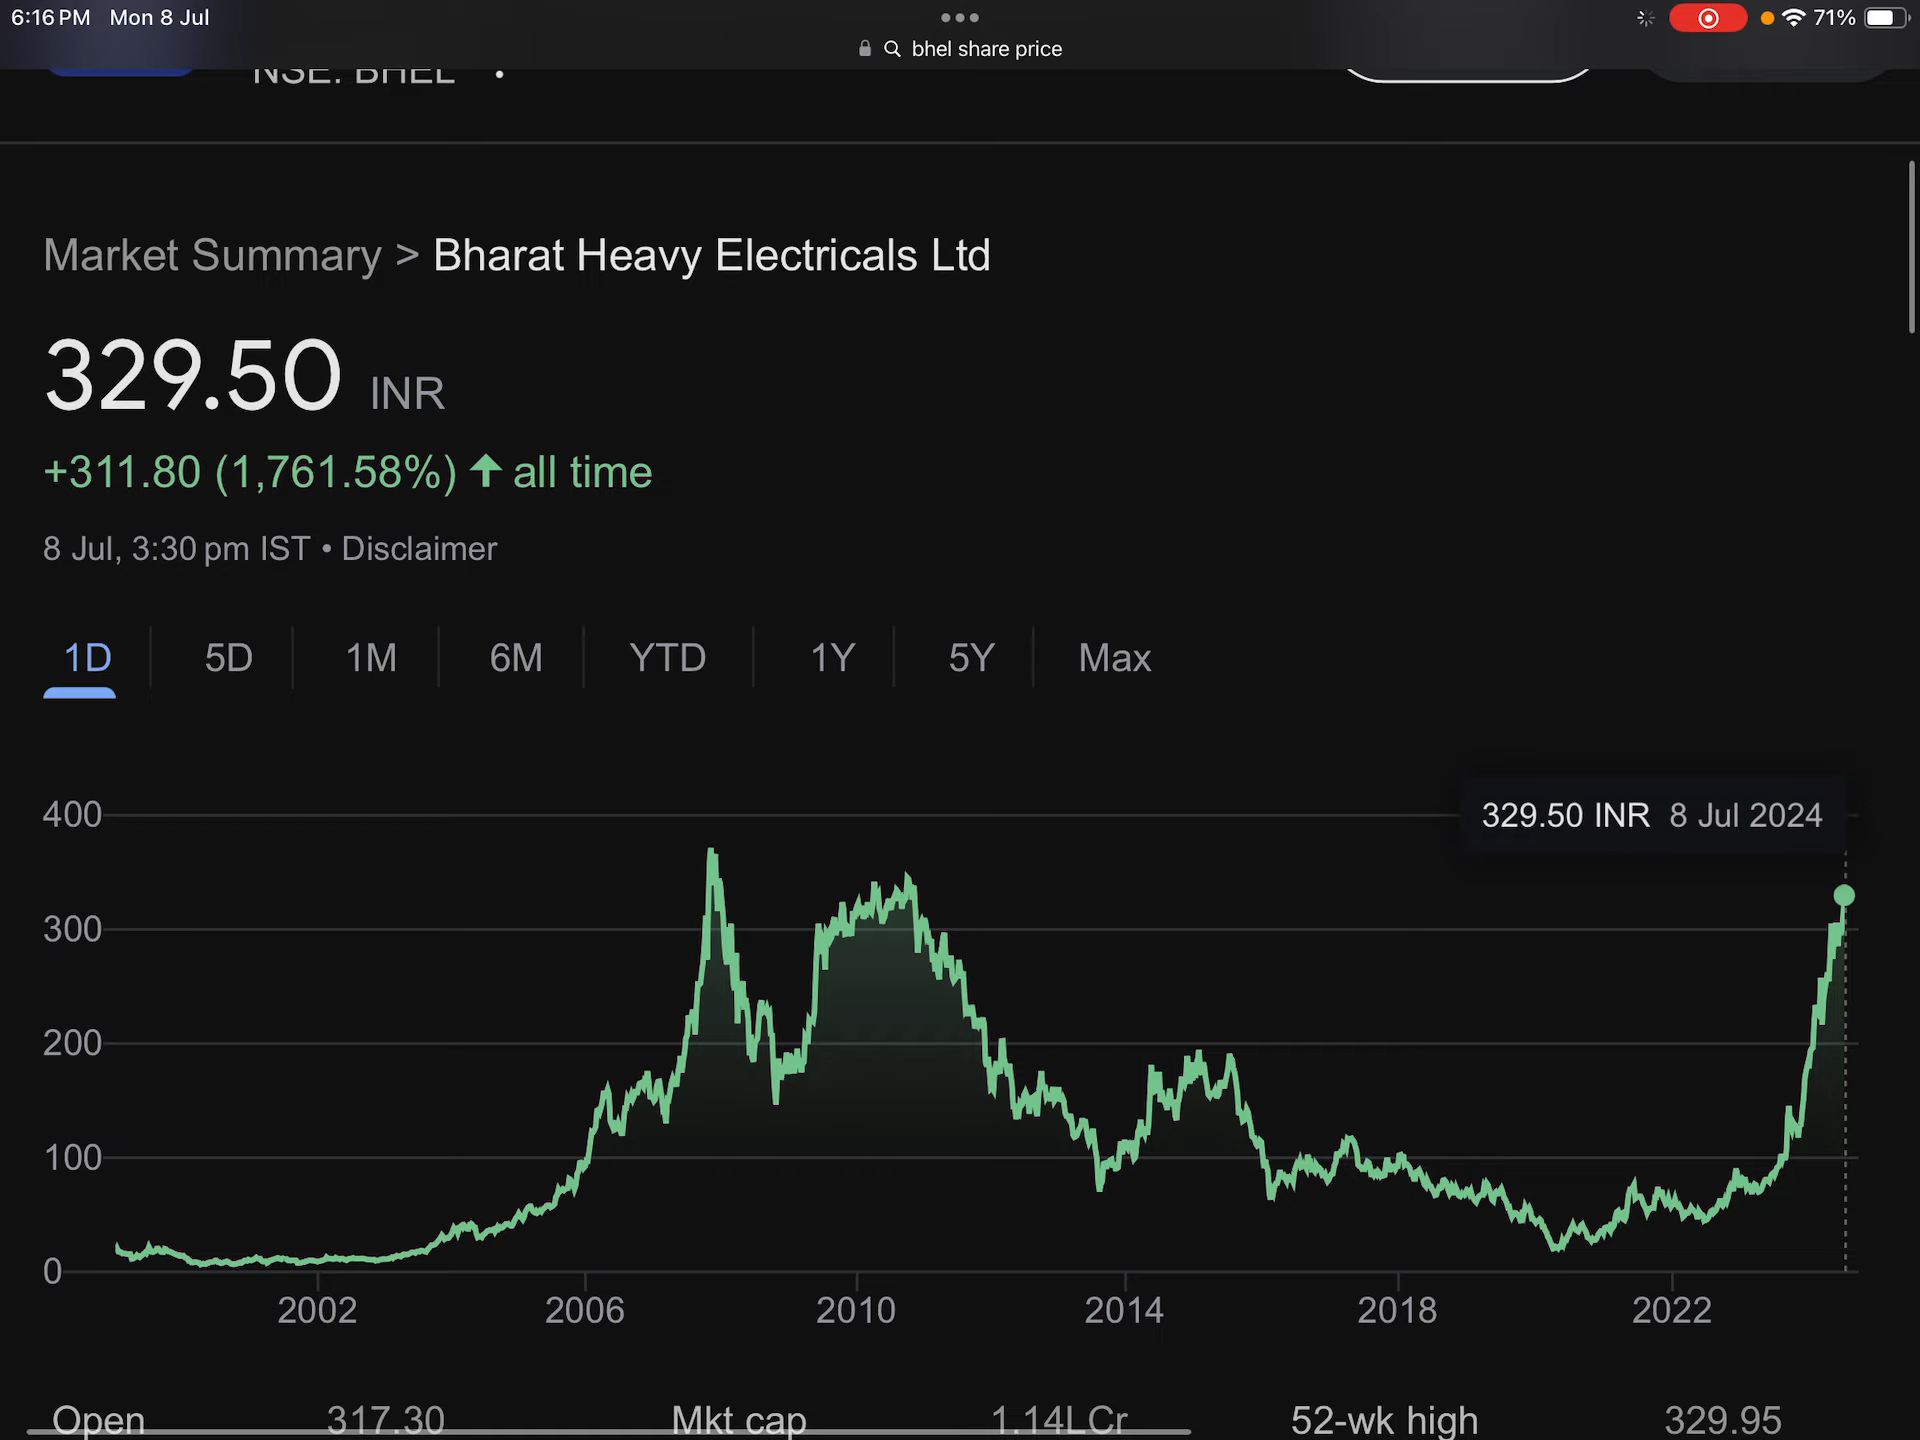 6:16 PM Mon 8 Jul
71%
bhel share price
NSE: BHEL •
Market Summary > Bharat Heavy Electricals Ltd
329.50 INR
+311.80 (1,761.58%) ↑ all time
8 Jul, 3:30 pm IST • Disclaimer
1D 5D 1M 6M YTD 1Y 5Y Max
329.50 INR 8 Jul 2024
400
300
200
100
0
2002 2006 2010 2014 2018 2022
Open 317.30 Mkt cap 1.14LCr 52-wk high 329.95